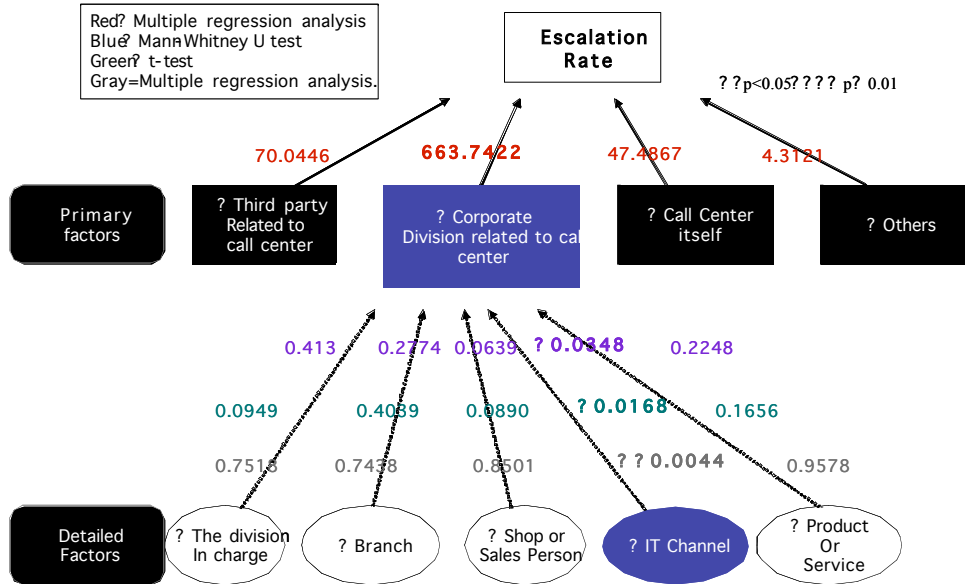 Red? Multiple regression analysis
Blue? Mann-Whitney U test
Green? t-test
Gray=Multiple regression analysis.
Escalation
Rate
??p<0.05???? p? 0.01
70.0446
663.7422
47.4867
4.3121
Primary
factors
? Third party
Related to
call center
? Corporate
Division related to cal
center
? Call Center
itself
? Others
0.413
0.2774
0.0639
? 0.0348
0.2248
0.0949
0.4039
0.0890
? 0.0168
0.1656
0.7518
0.7438
0.8501
? ? 0.0044
0.9578
Detailed
Factors
? The division
In charge
? Branch
? Shop or
Sales Person
? IT Channel
? Product
Or
Service